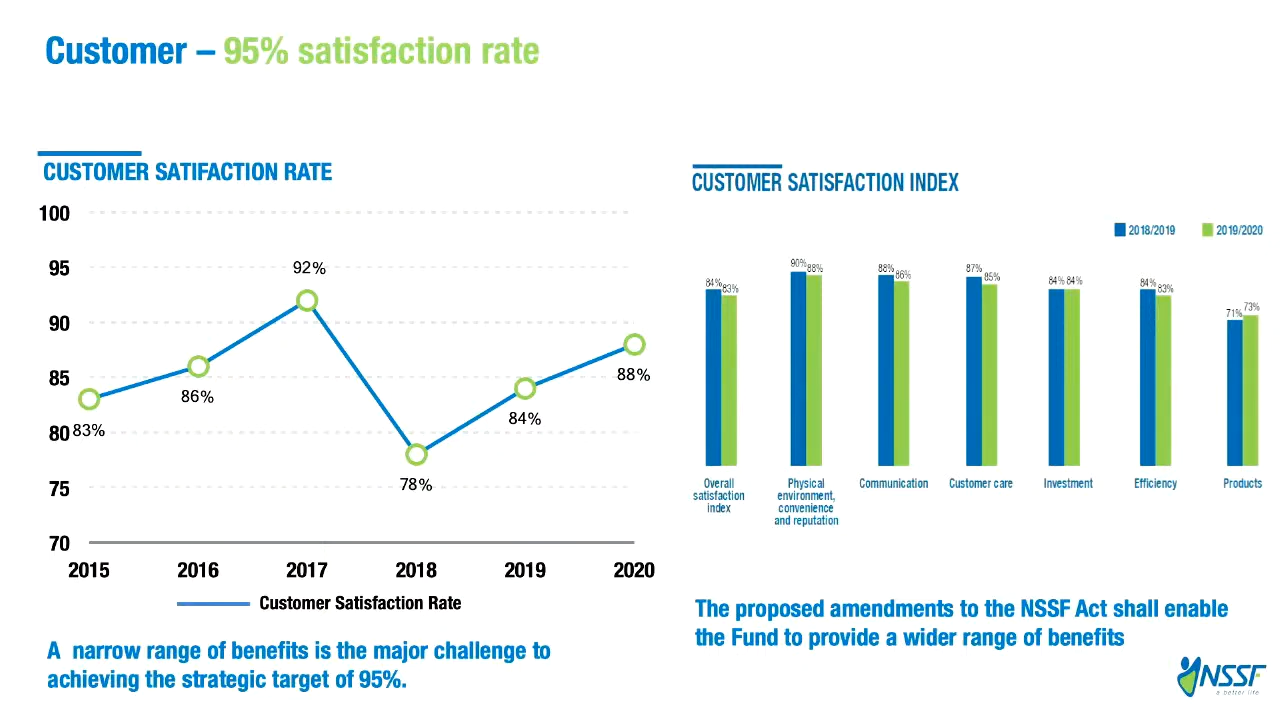 Customer – 95% satisfaction rate
CUSTOMER SATIFACTION RATE
100
95
90
85
80
75
70
83%
86%
92%
78%
84%
88%
2015 2016 2017 2018 2019 2020
Customer Satisfaction Rate
A narrow range of benefits is the major challenge to
achieving the strategic target of 95%.
CUSTOMER SATISFACTION INDEX
2018/2019 2019/2020
84% 83% 90% 88% 88% 86% 87% 85% 84% 84% 84% 83% 71% 73%
Overall
satisfaction
index
Physical
environment,
convenience
and reputation
Communication
Customer care
Investment
Efficiency
Products
The proposed amendments to the NSSF Act shall enable
the Fund to provide a wider range of benefits
NSSF
a better life